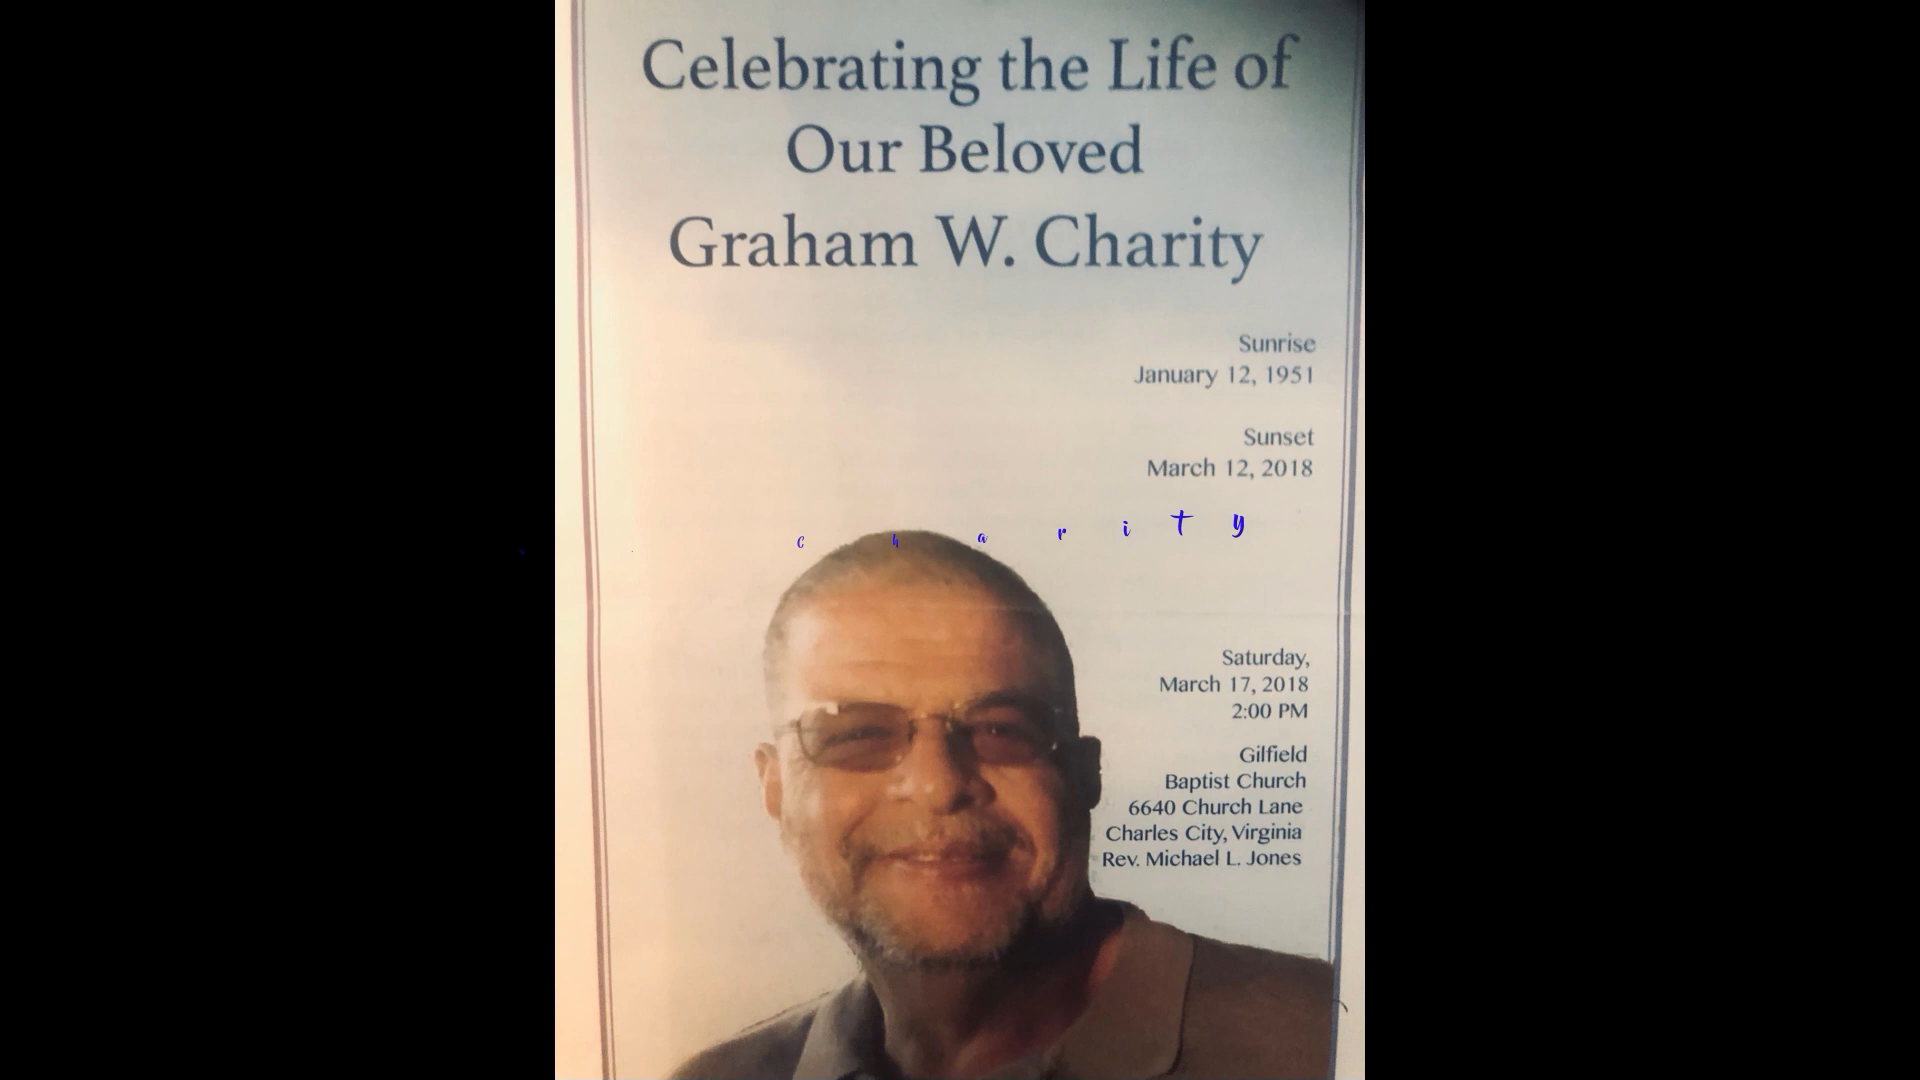 Celebrating the Life of
Our Beloved
Graham W. Charity
Sunrise
January 12, 1951
Sunset
March 12, 2018
c h a r i t y
Saturday,
March 17, 2018
2:00 PM
Gilfield
Baptist Church
6640 Church Lane
Charles City, Virginia
Rev. Michael L. Jones